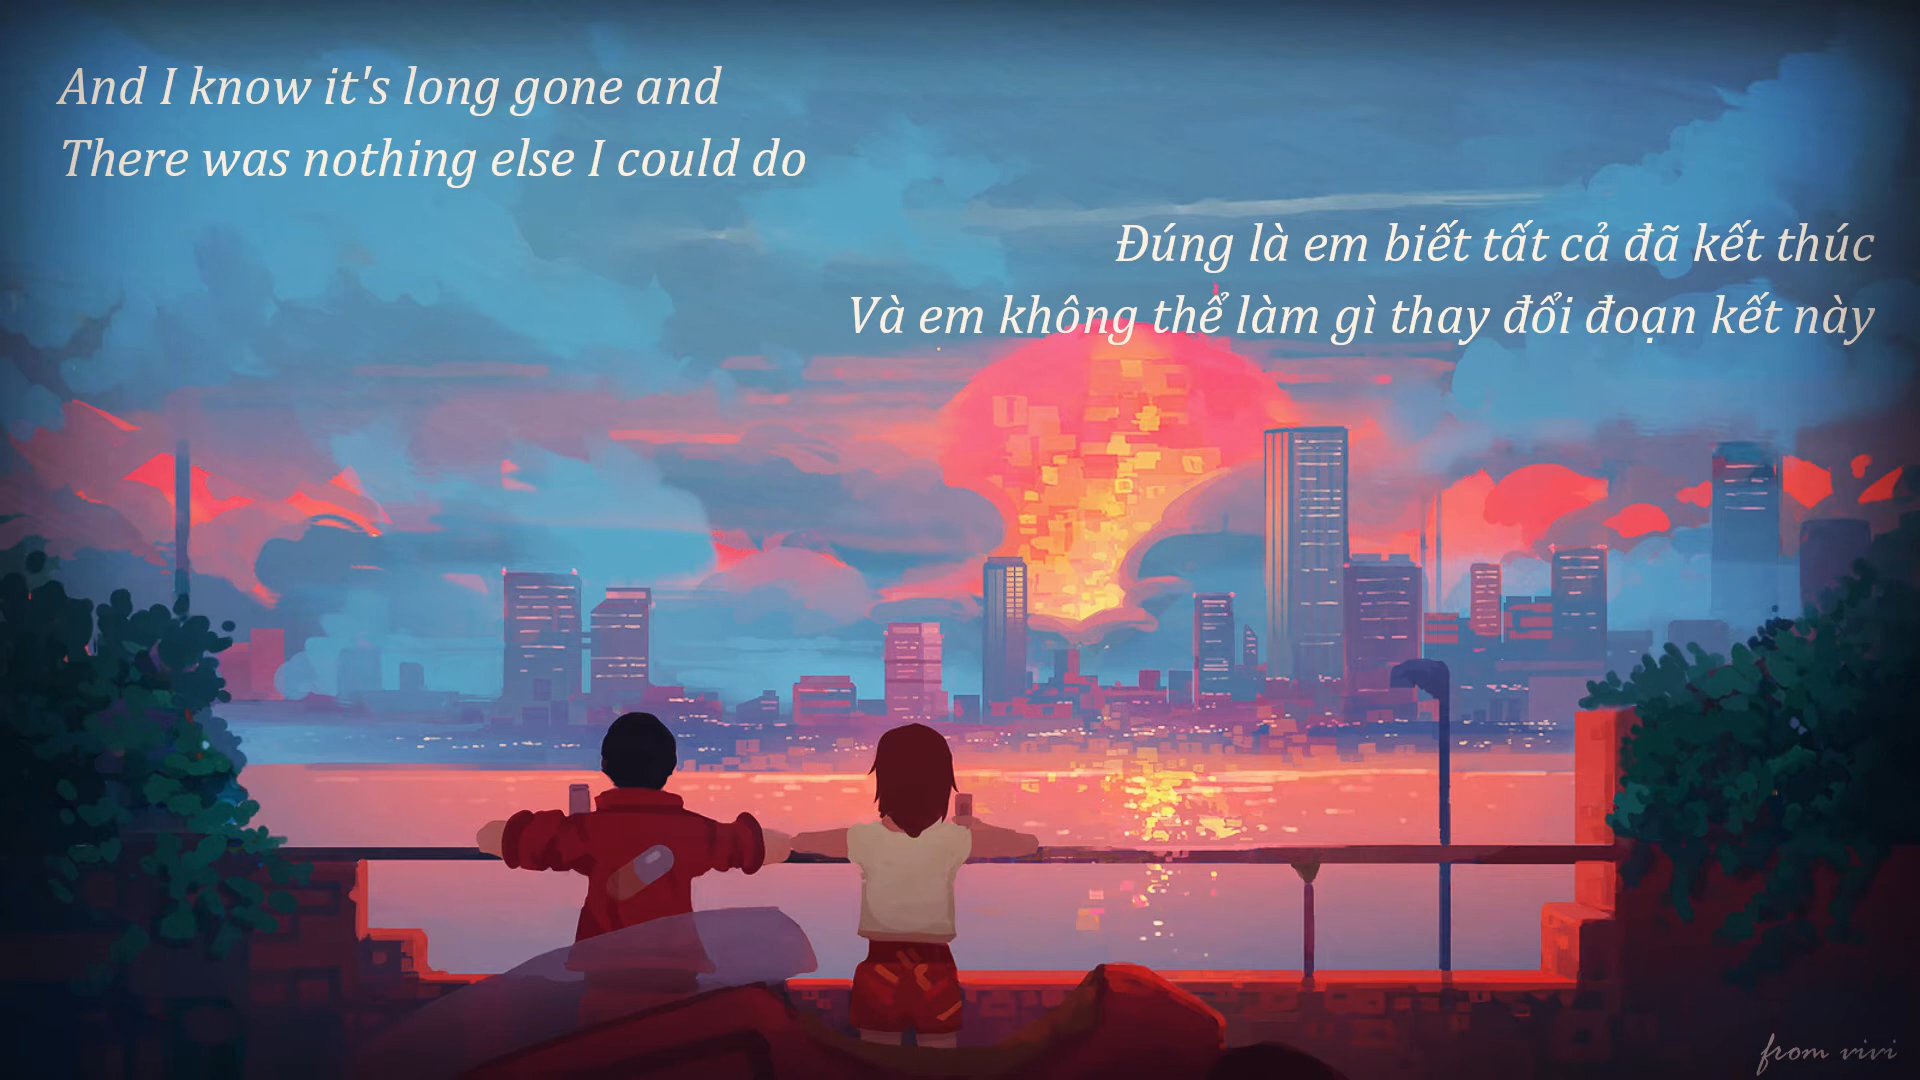 And I know it's long gone and
There was nothing else I could do
Đúng là em biết tất cả đã kết thúc
Và em không thể làm gì thay đổi đoạn kết này
from vivi